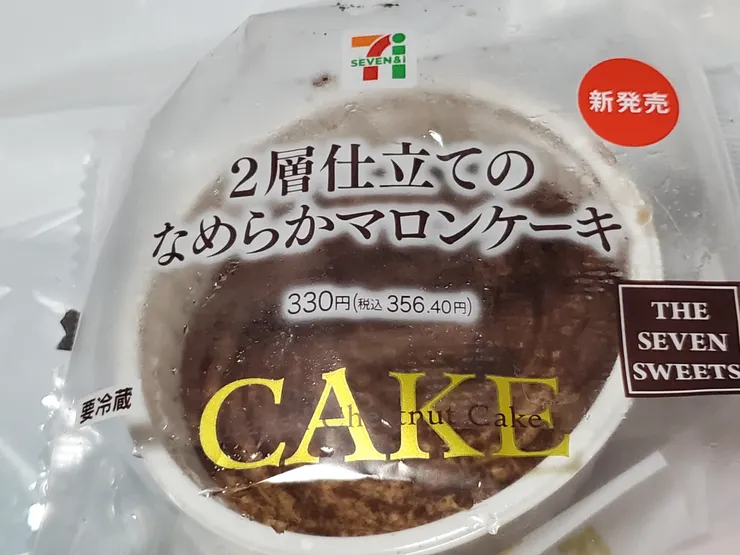 SEVEN&i
新発売
2層仕立ての
なめらかマロンケーキ
330円(税込 356.40円)
THE
SEVEN
SWEETS
要冷蔵
Chestnut Cake
CAKE